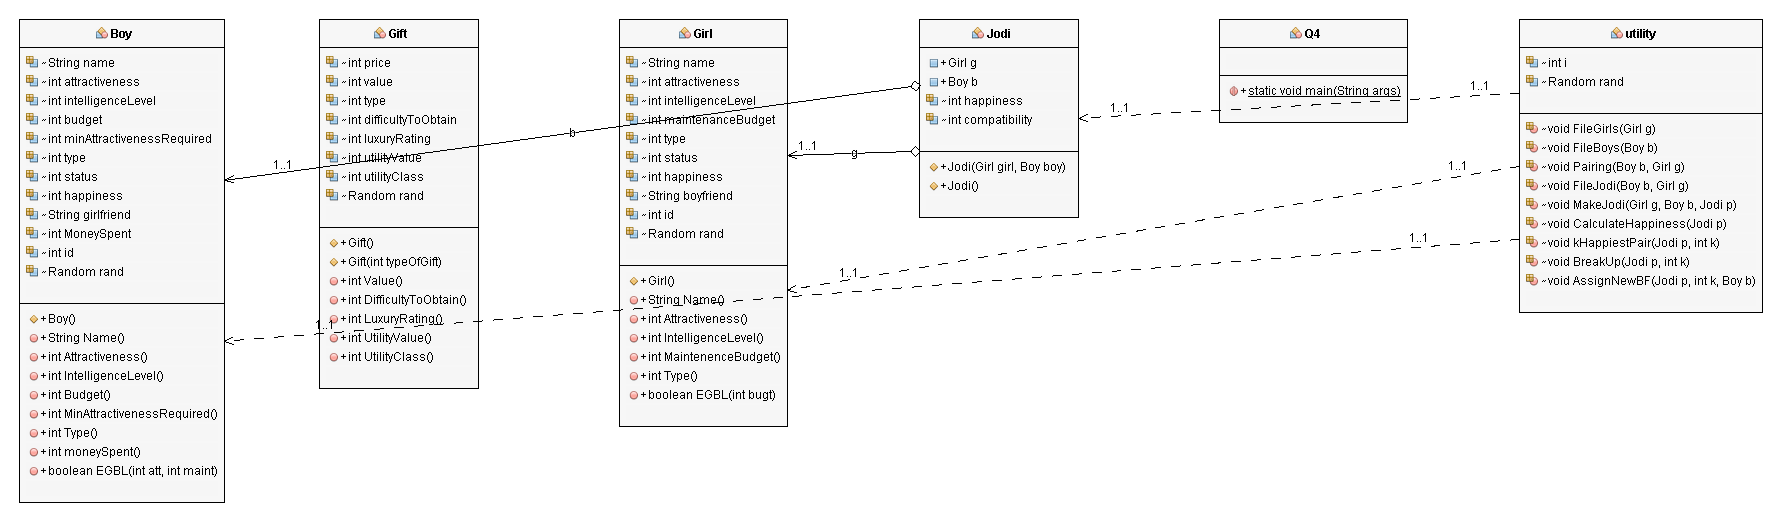 Boy
~String name
~int attractiveness
~int intelligenceLevel
~int budget
~int minAttractivenessRequired
~int type
~int status
~int happiness
~String girlfriend
~int MoneySpent
~int id
~Random rand
+Boy()
+String Name()
+int Attractiveness()
+int IntelligenceLevel()
+int Budget()
+int MinAttractivenessRequired()
+int Type()
+int moneySpent()
+boolean EGBL(int att, int maint)
Gift
~int price
~int value
~int type
~int difficultyToObtain
~int luxuryRating
~int utilityValue
~int utilityClass
~Random rand
+Gift()
+Gift(int typeOfGift)
+int Value()
+int DifficultyToObtain()
+int LuxuryRating()
+int UtilityValue()
+int UtilityClass()
Girl
~String name
~int attractiveness
~int intelligenceLevel
~int maintenanceBudget
~int type
~int status
~int happiness
~String boyfriend
~int id
~Random rand
+Girl()
+String Name()
+int Attractiveness()
+int IntelligenceLevel()
+int MaintenenceBudget()
+int Type()
+boolean EGBL(int bugt)
Jodi
+Girl g
+Boy b
~int happiness
~int compatibility
+Jodi(Girl girl, Boy boy)
+Jodi()
Q4
+static void main(String args)
utility
~int i
~Random rand
~void FileGirls(Girl g)
~void FileBoys(Boy b)
~void Pairing(Boy b, Girl g)
~void FileJodi(Boy b, Girl g)
~void MakeJodi(Girl g, Boy b, Jodi p)
~void CalculateHappiness(Jodi p)
~void kHappiestPair(Jodi p, int k)
~void BreakUp(Jodi p, int k)
~void AssignNewBF(Jodi p, int k, Boy b)
1..1
b
1..1
g
1..1
1..1
1..1
1..1
1..1
1..1